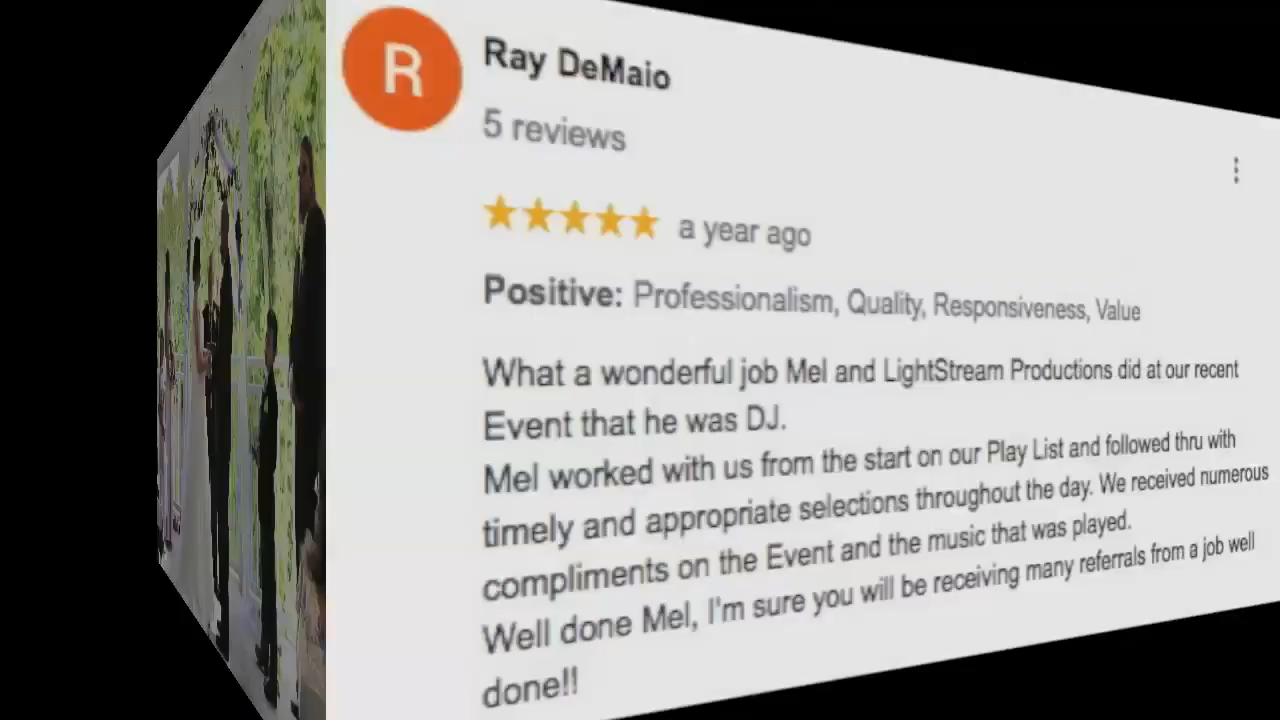 R
Ray DeMaio
5 reviews
★★★★★ a year ago
Positive: Professionalism, Quality, Responsiveness, Value
What a wonderful job Mel and LightStream Productions did at our recent
Event that he was DJ.
Mel worked with us from the start on our Play List and followed thru with
timely and appropriate selections throughout the day. We received numerous
compliments on the Event and the music that was played.
Well done Mel, I'm sure you will be receiving many referrals from a job well
done!!